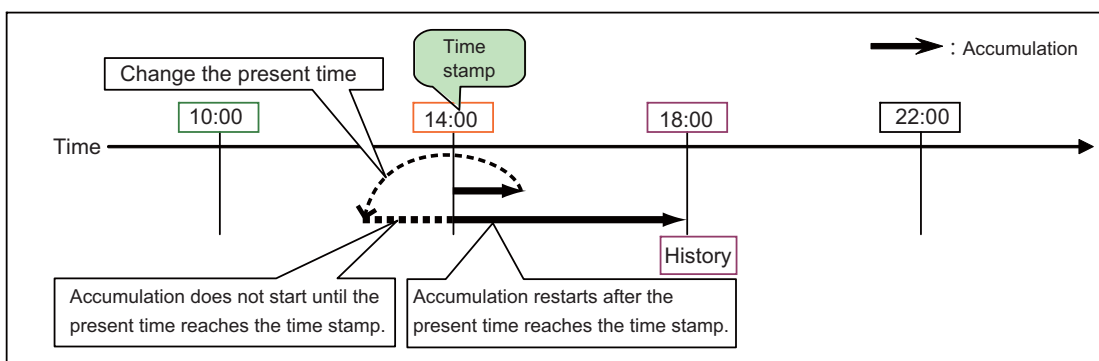 Time
stamp
: Accumulation
Change the present time
10:00
14:00
18:00
22:00
Time
History
Accumulation does not start until the
present time reaches the time stamp.
Accumulation restarts after the
present time reaches the time stamp.